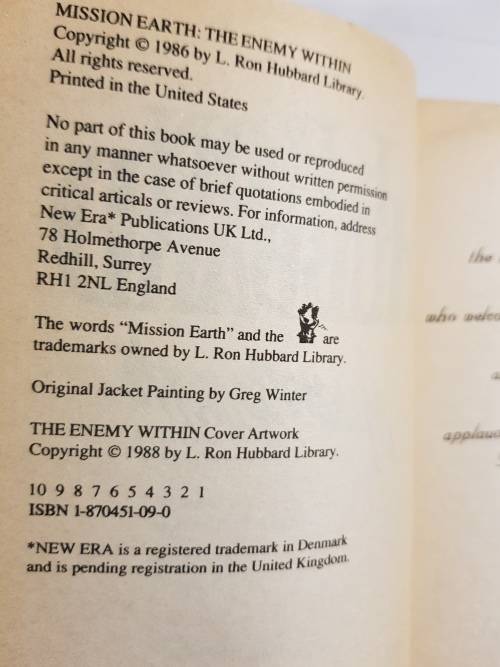 MISSION EARTH: THE ENEMY WITHIN
Copyright © 1986 by L. Ron Hubbard Library.
All rights reserved.
Printed in the United States
No part of this book may be used or reproduced
in any manner whatsoever without written permission
except in the case of brief quotations embodied in
critical articals or reviews. For information, address
New Era* Publications UK Ltd.,
78 Holmethorpe Avenue
Redhill, Surrey
RH1 2NL England
The words “Mission Earth” and the are
trademarks owned by L. Ron Hubbard Library.
Original Jacket Painting by Greg Winter
THE ENEMY WITHIN Cover Artwork
Copyright © 1988 by L. Ron Hubbard Library.
10 9 8 7 6 5 4 3 2 1
ISBN 1-870451-09-0
*NEW ERA is a registered trademark in Denmark
and is pending registration in the United Kingdom.
the
who